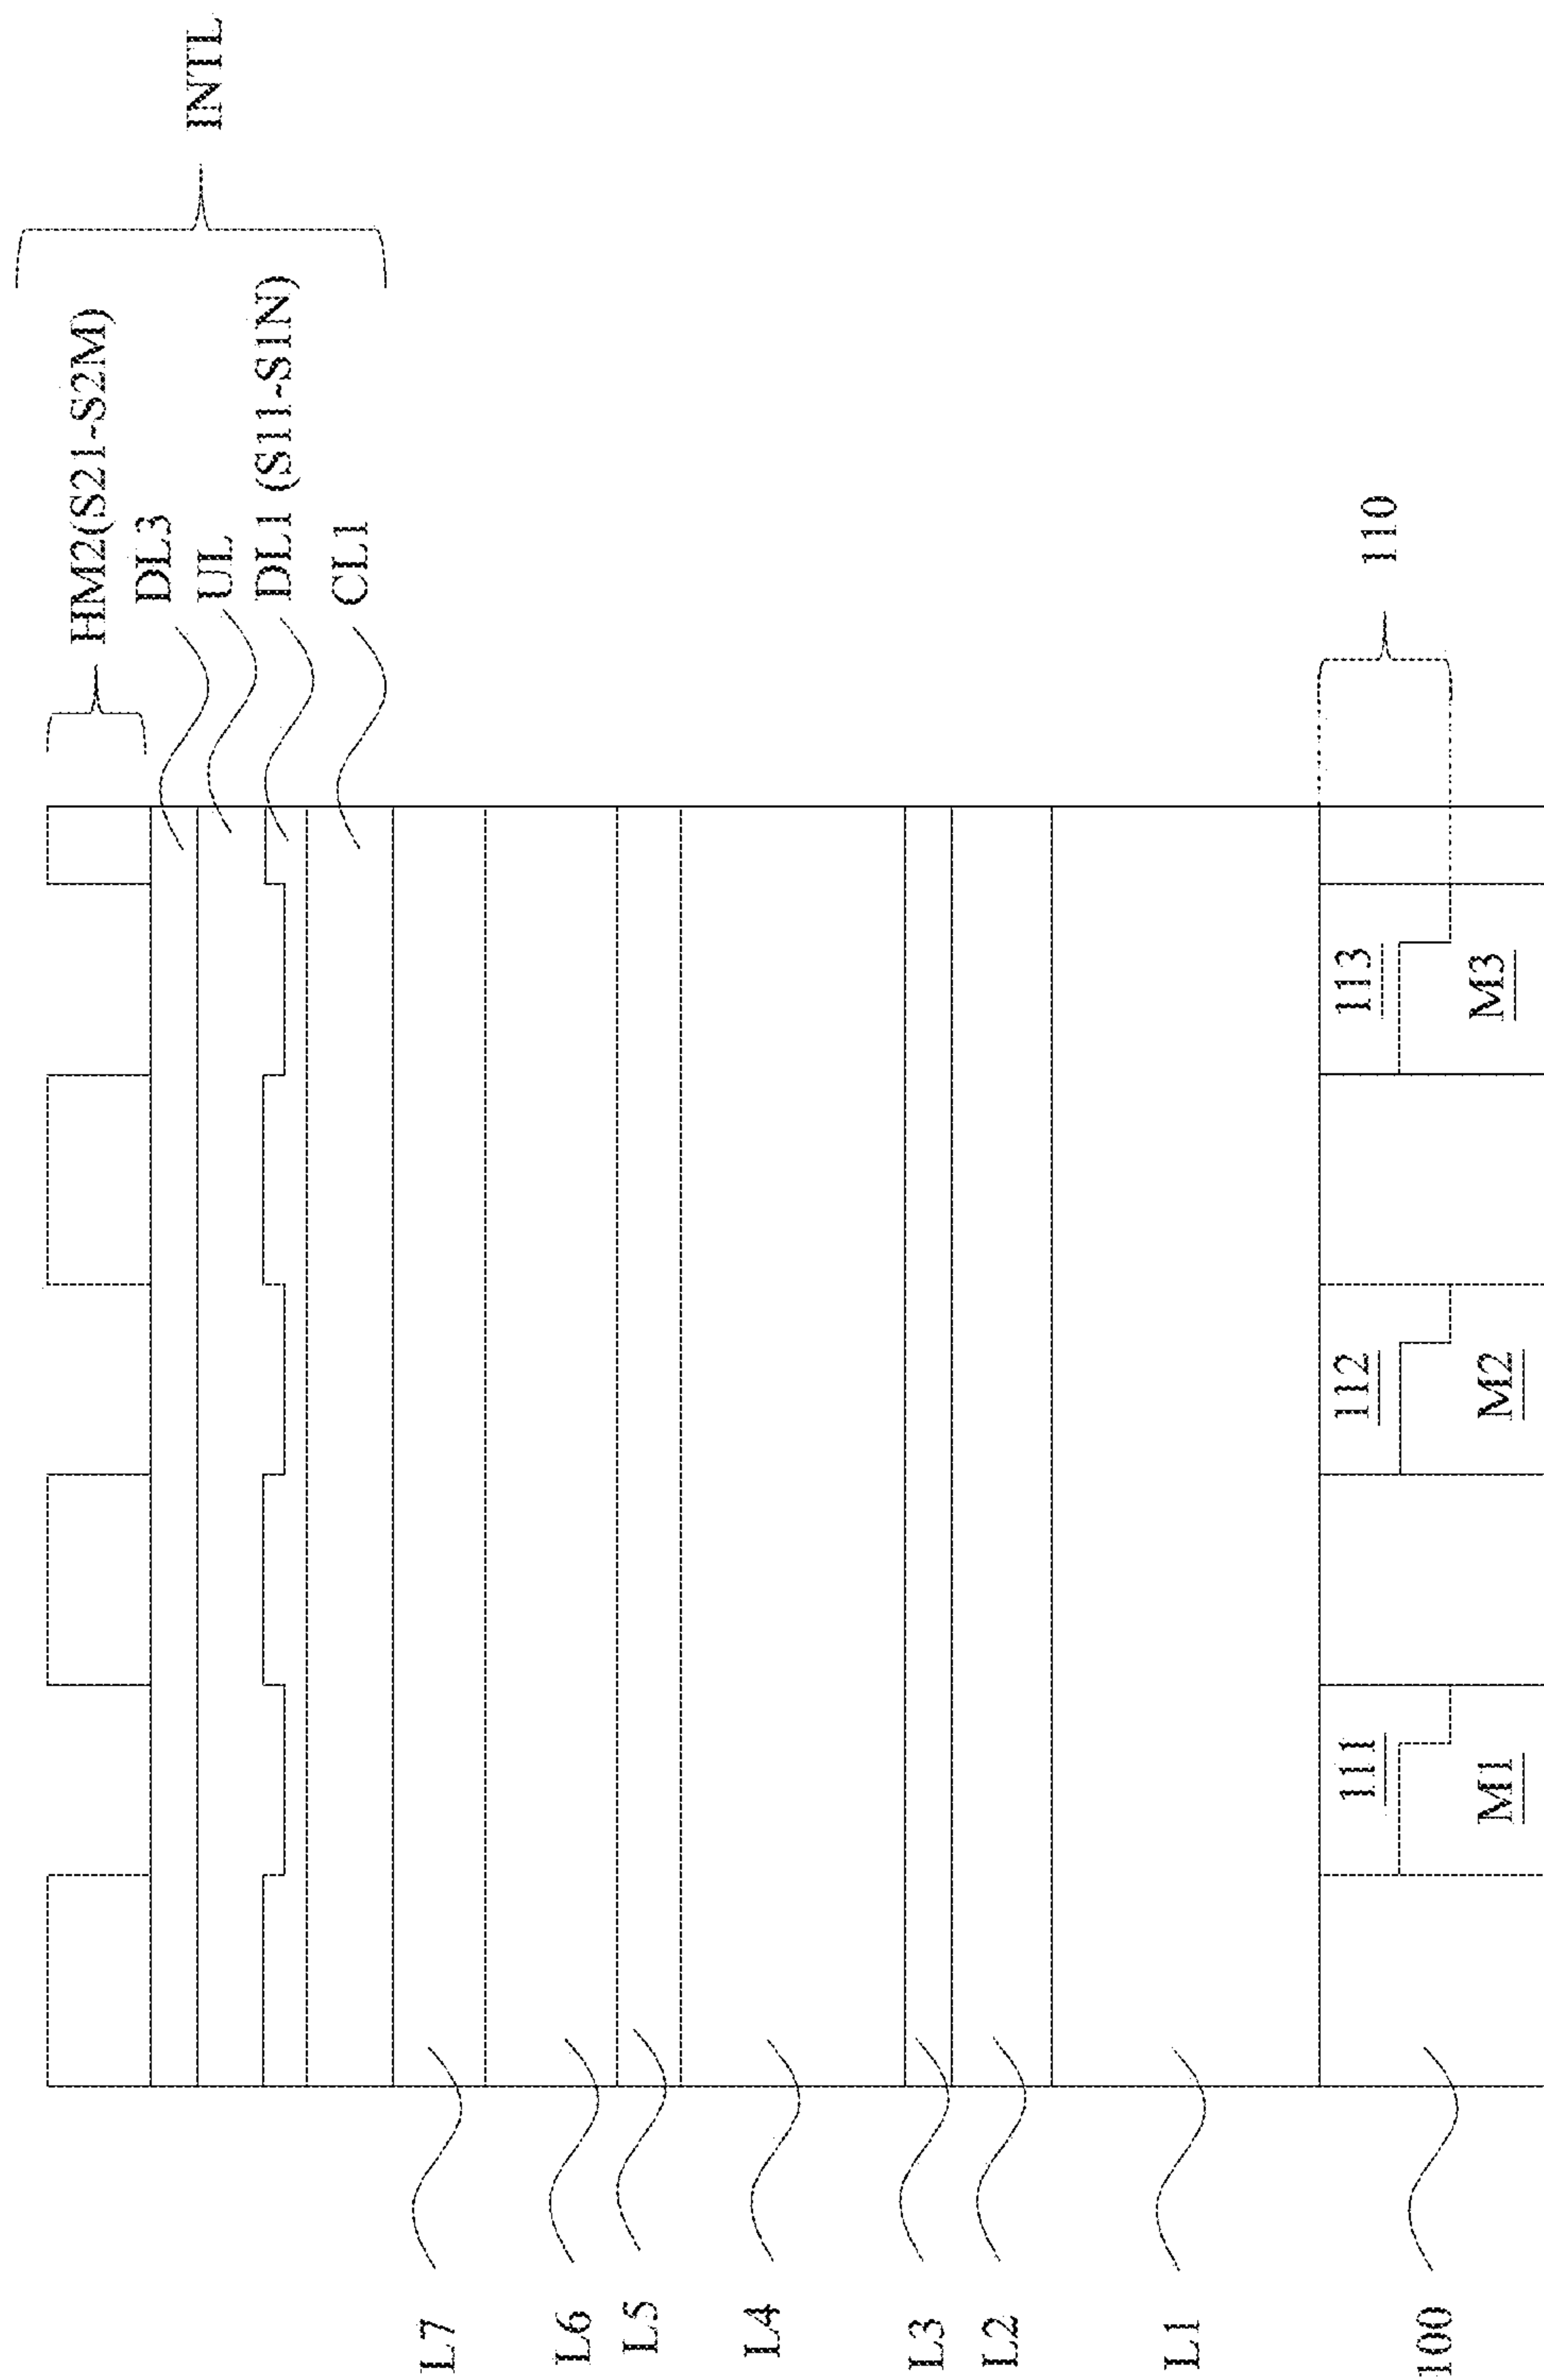 INTL
HM2(S21~S2M)
DL3
UL
DL1 (S11~S1N)
CL1
110
113
M3
112
M2
111
M1
L7
L6
L5
L4
L3
L2
L1
100